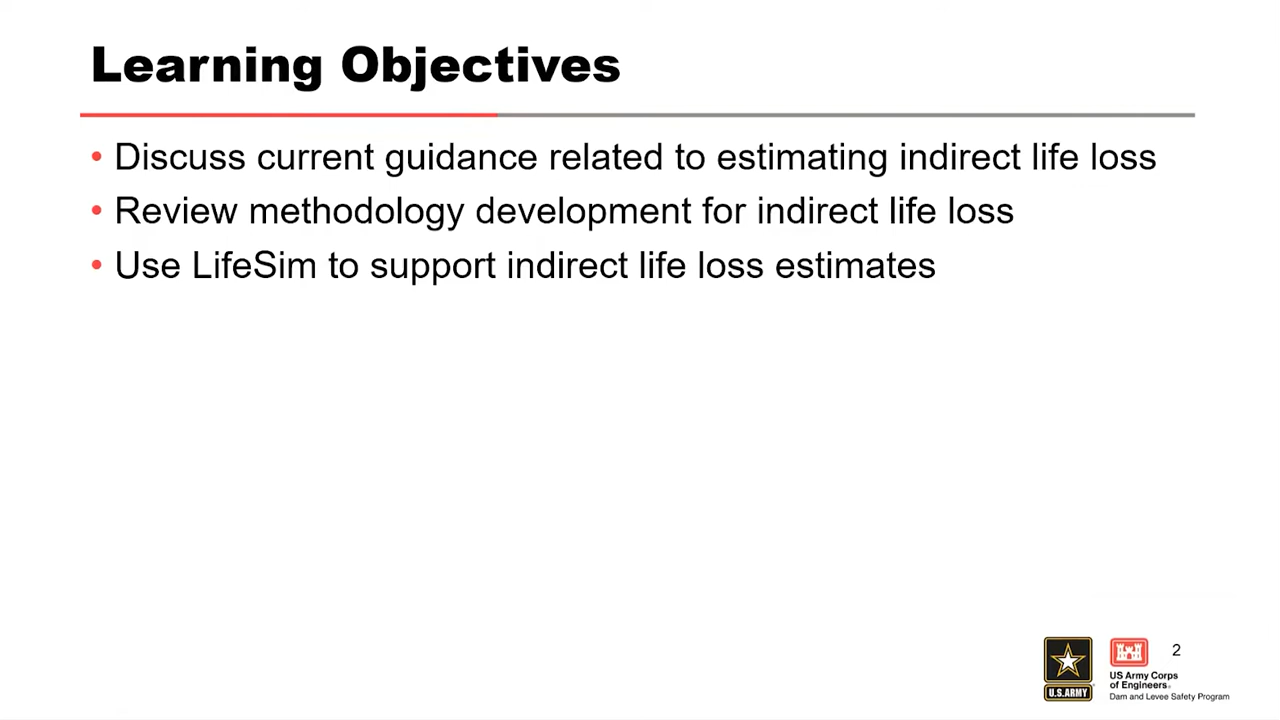 Learning Objectives
• Discuss current guidance related to estimating indirect life loss
• Review methodology development for indirect life loss
• Use LifeSim to support indirect life loss estimates
2
U.S.ARMY
US Army Corps
of Engineers®
Dam and Levee Safety Program